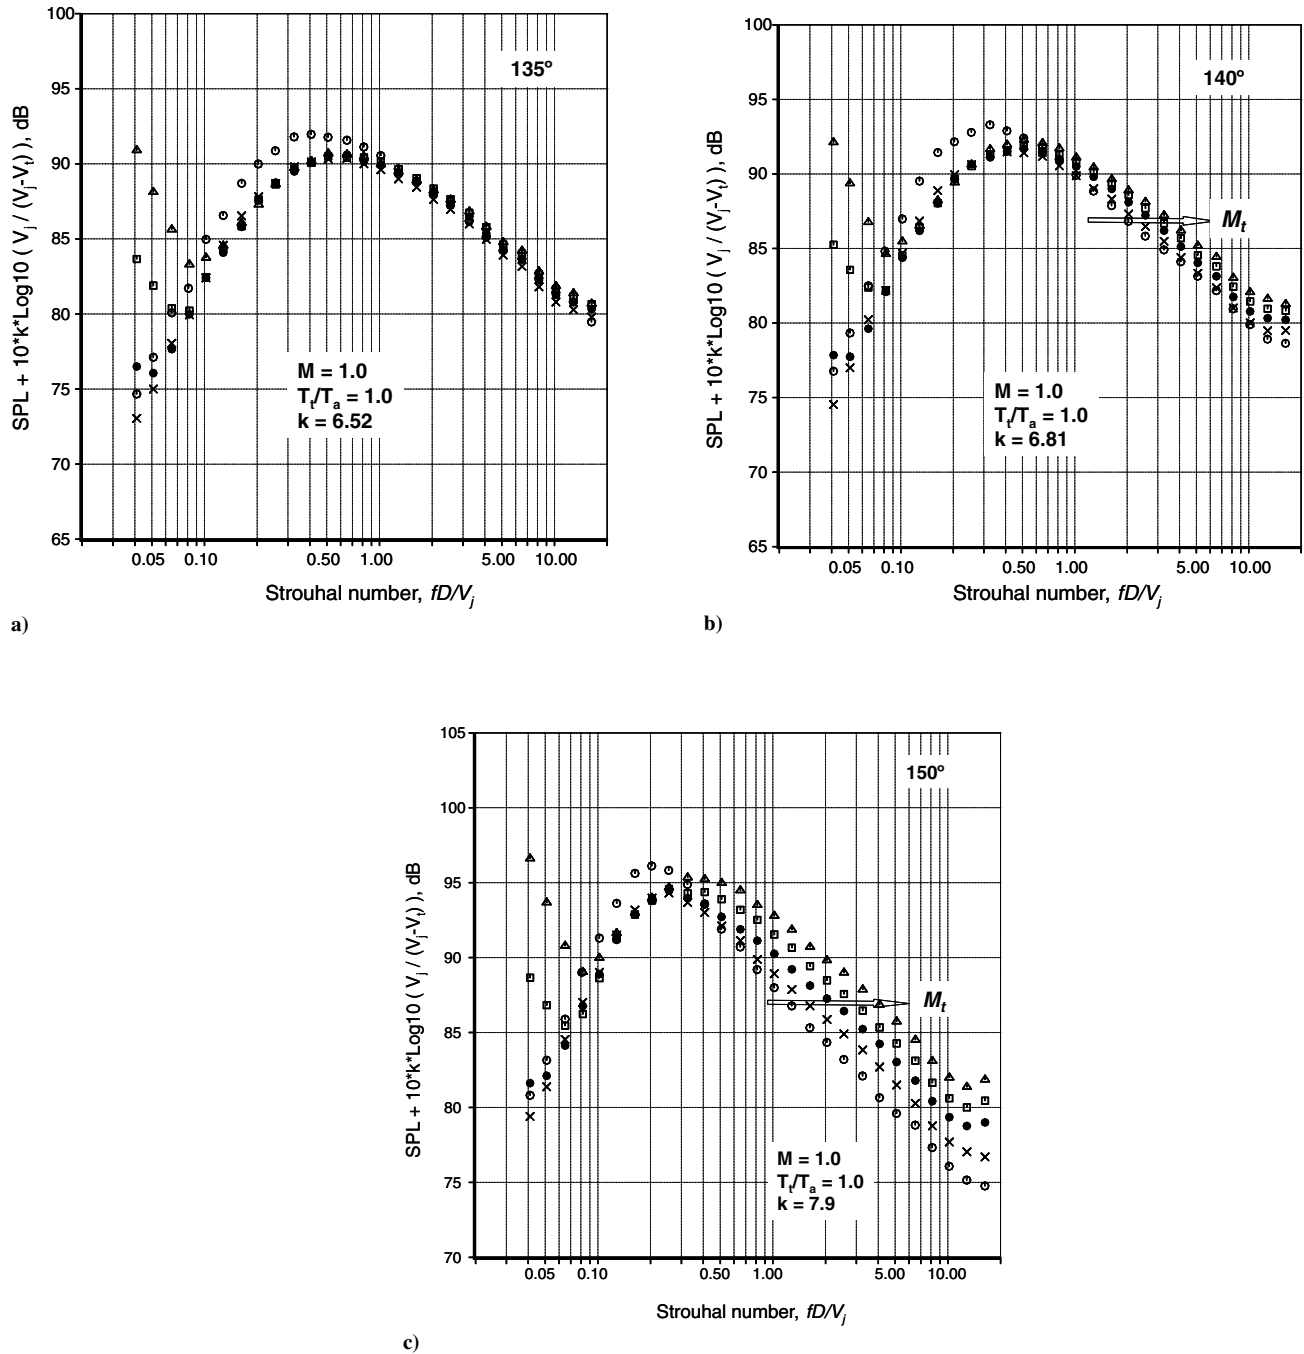 100
95
90
85
80
75
70
65
SPL + 10*k*Log10 ( V_j / (V_j-V_t) ), dB
135°
M = 1.0
T_t/T_a = 1.0
k = 6.52
0.05 0.10 0.50 1.00 5.00 10.00
Strouhal number, fD/V_j
a)
100
95
90
85
80
75
70
65
SPL + 10*k*Log10 ( V_j / (V_j-V_t) ), dB
140°
M_t
M = 1.0
T_t/T_a = 1.0
k = 6.81
0.05 0.10 0.50 1.00 5.00 10.00
Strouhal number, fD/V_j
b)
105
100
95
90
85
80
75
70
SPL + 10*k*Log10 ( V_j / (V_j-V_t) ), dB
150°
M_t
M = 1.0
T_t/T_a = 1.0
k = 7.9
0.05 0.10 0.50 1.00 5.00 10.00
Strouhal number, fD/V_j
c)